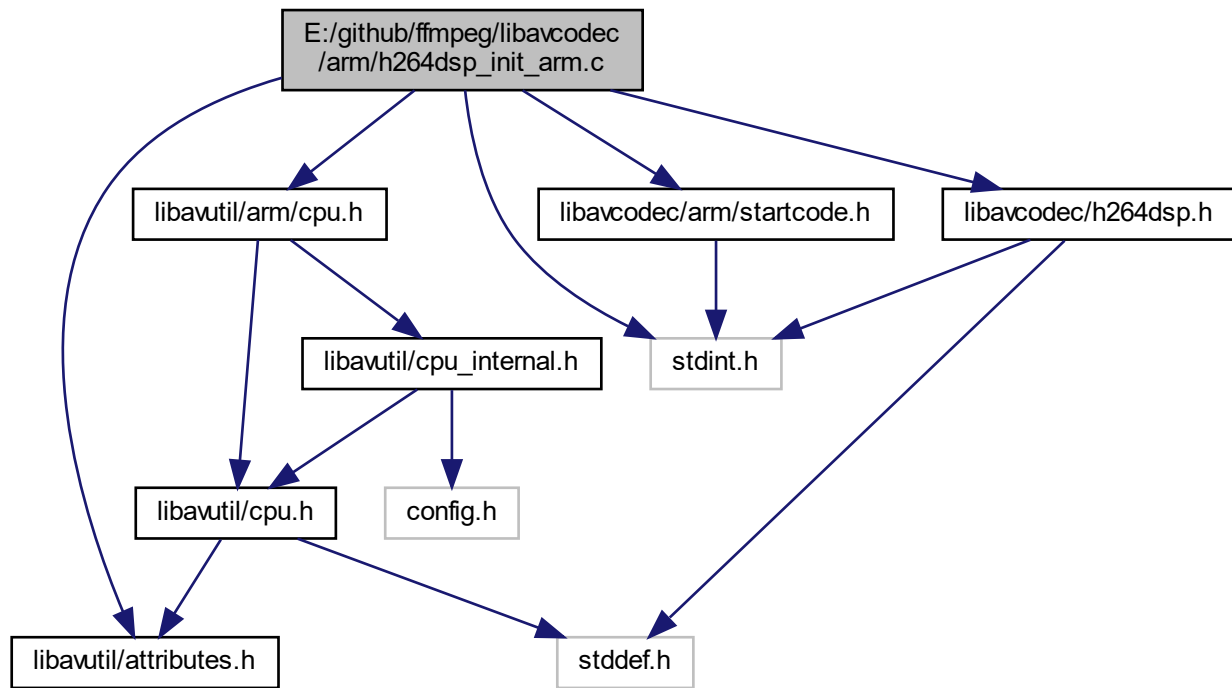 E:/github/ffmpeg/libavcodec
/arm/h264dsp_init_arm.c
libavutil/arm/cpu.h
libavcodec/arm/startcode.h
libavcodec/h264dsp.h
libavutil/cpu_internal.h
stdint.h
libavutil/cpu.h
config.h
libavutil/attributes.h
stddef.h